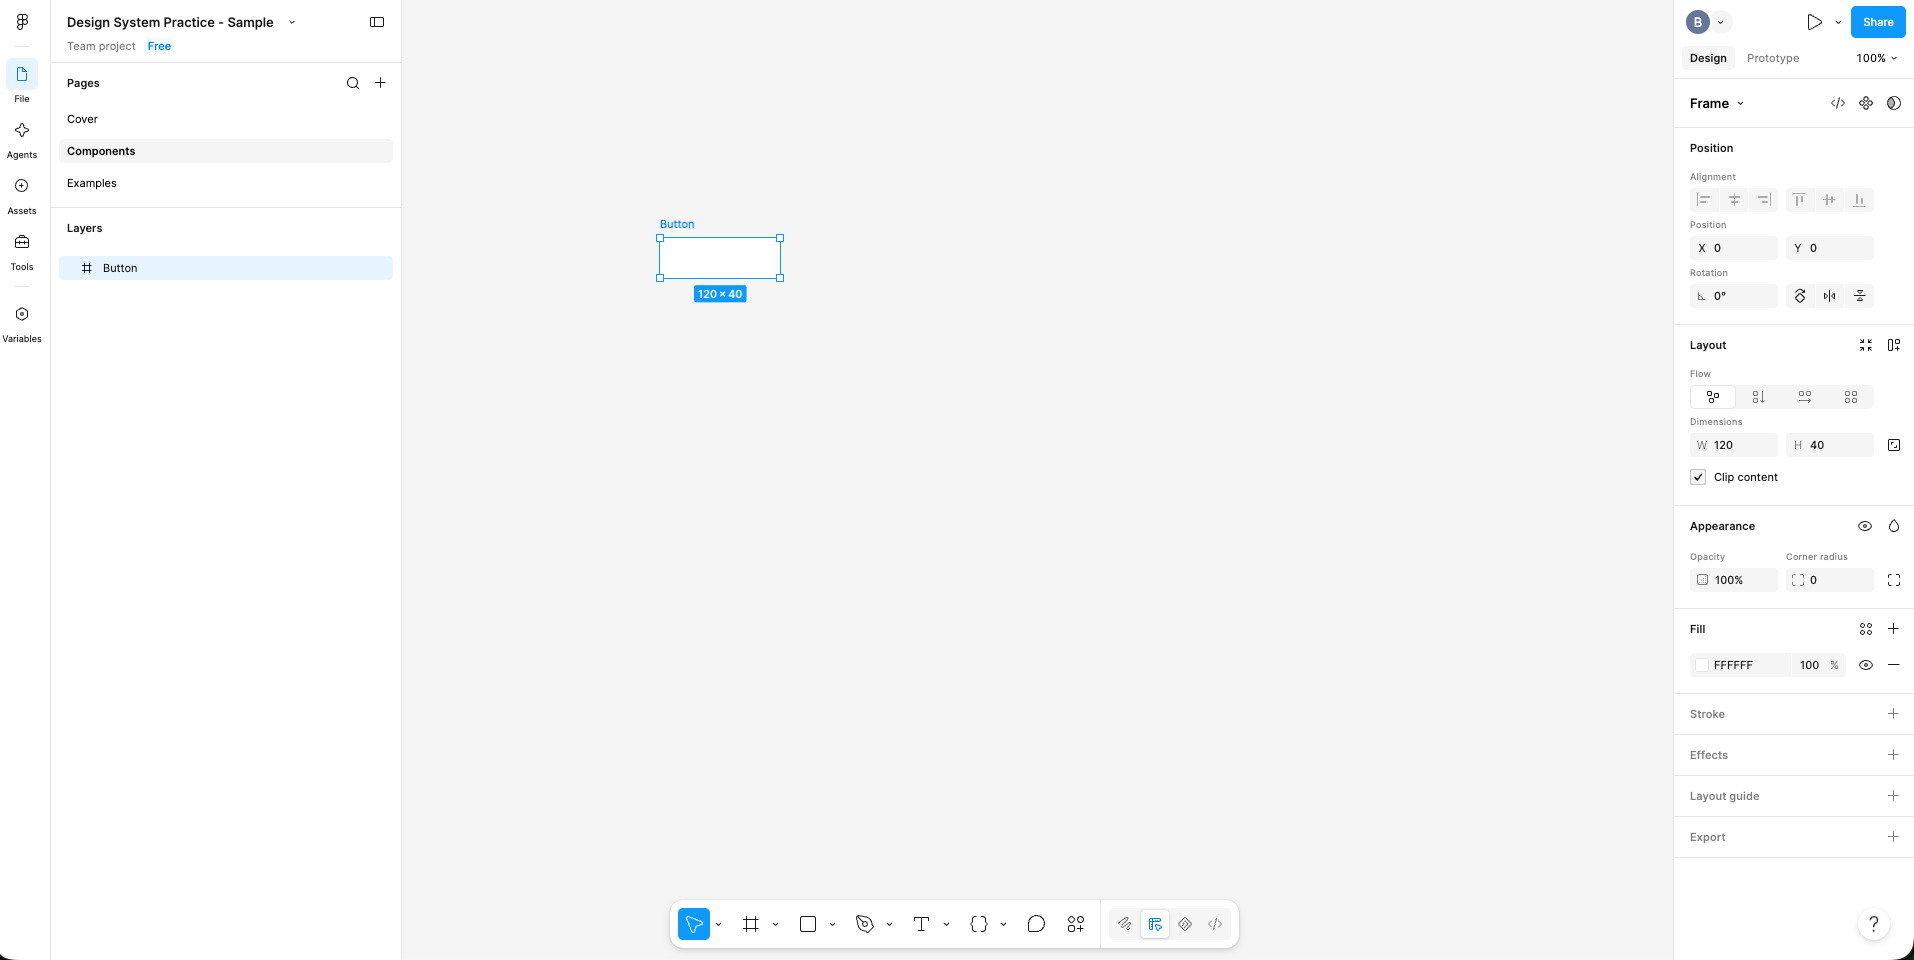 Design System Practice - Sample
Team project Free
File
Agents
Assets
Tools
Variables
Pages
Cover
Components
Examples
Layers
Button
Button
120 × 40
B
Share
Design Prototype 100%
Frame
Position
Alignment
Position
X 0 Y 0
Rotation
0°
Layout
Flow
Dimensions
W 120 H 40
Clip content
Appearance
Opacity Corner radius
100% 0
Fill
FFFFFF 100 %
Stroke
Effects
Layout guide
Export
?